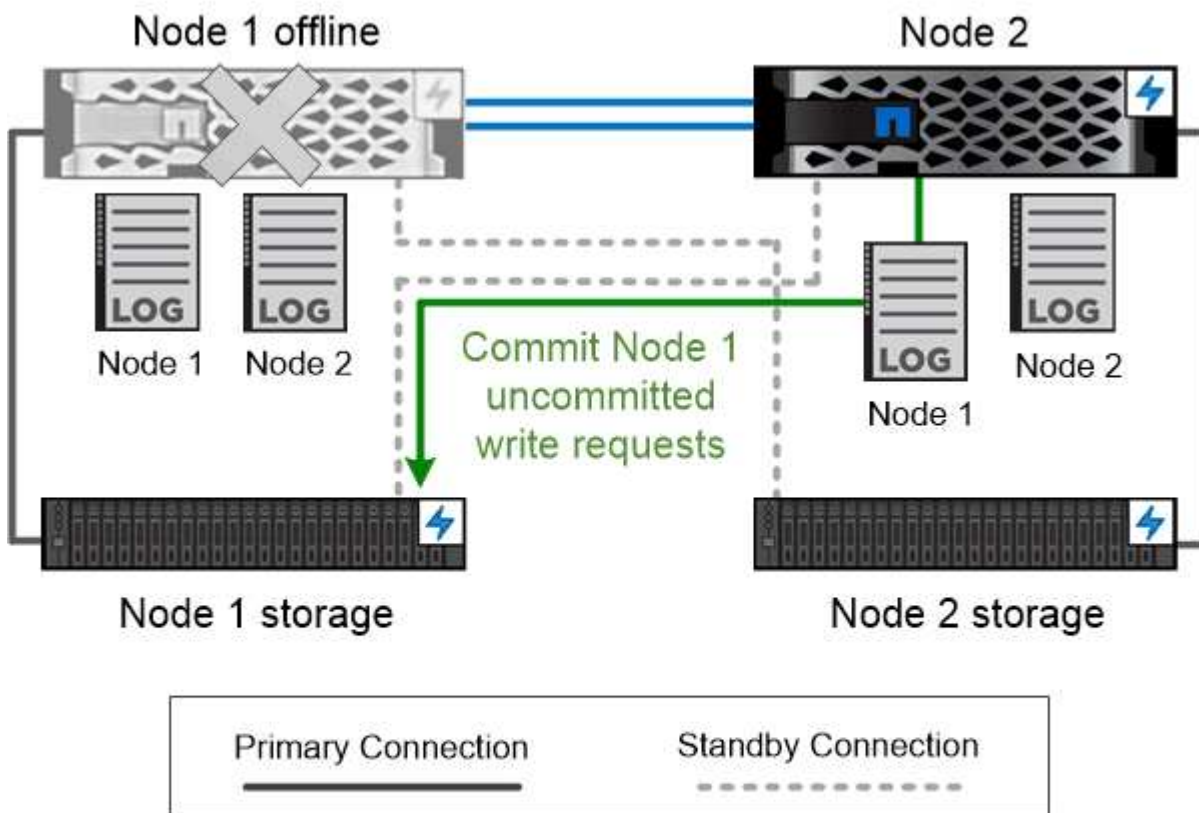 Node 1 offline
Node 2
LOG
LOG
LOG
LOG
Node 1
Node 2
Node 1
Node 2
Commit Node 1
uncommitted
write requests
Node 1 storage
Node 2 storage
Primary Connection
Standby Connection